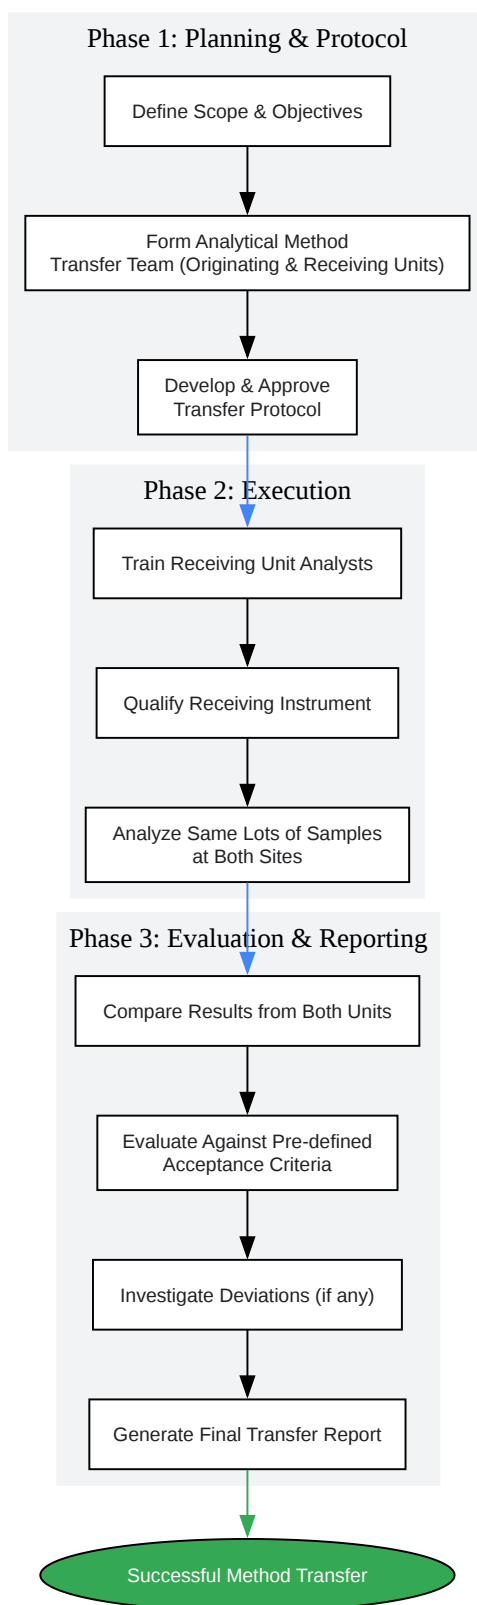 Phase 1: Planning & Protocol
Define Scope & Objectives
Form Analytical Method
Transfer Team (Originating & Receiving Units)
Develop & Approve
Transfer Protocol
Phase 2: Execution
Train Receiving Unit Analysts
Qualify Receiving Instrument
Analyze Same Lots of Samples
at Both Sites
Phase 3: Evaluation & Reporting
Compare Results from Both Units
Evaluate Against Pre-defined
Acceptance Criteria
Investigate Deviations (if any)
Generate Final Transfer Report
Successful Method Transfer